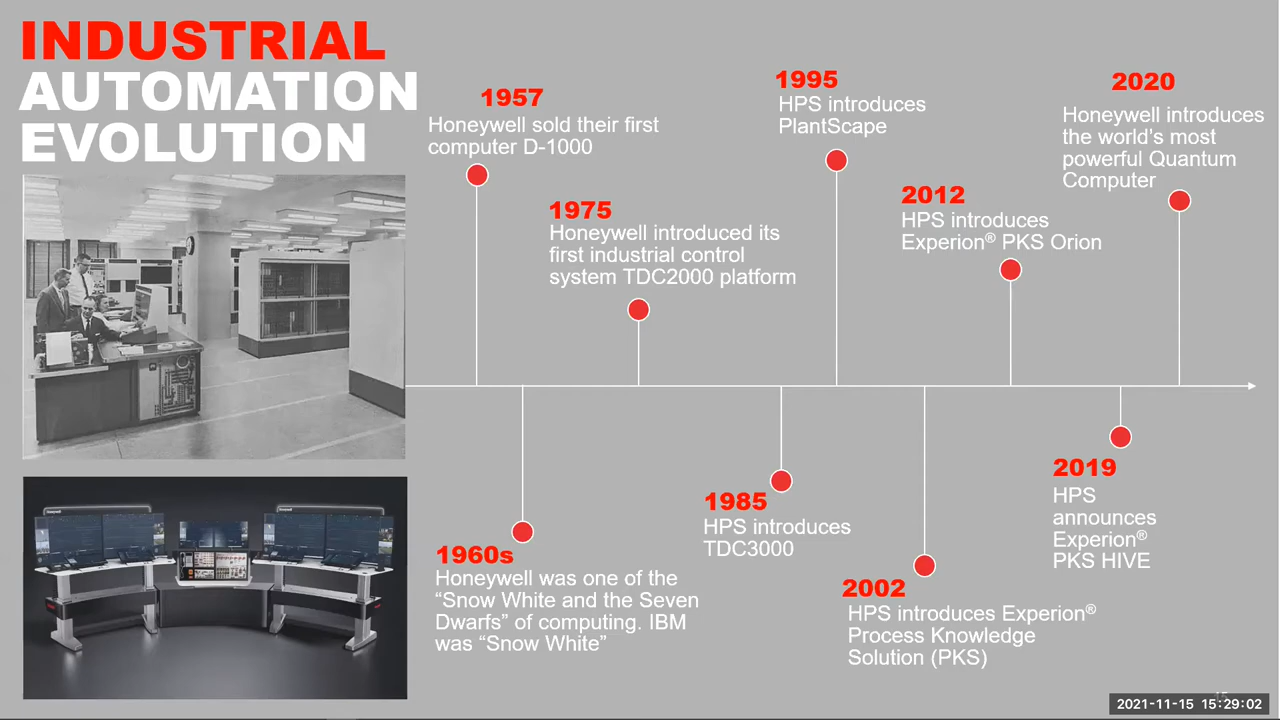 INDUSTRIAL
AUTOMATION
EVOLUTION
1957
Honeywell sold their first
computer D-1000
1960s
Honeywell was one of the
“Snow White and the Seven
Dwarfs” of computing. IBM
was “Snow White”
1975
Honeywell introduced its
first industrial control
system TDC2000 platform
1985
HPS introduces
TDC3000
1995
HPS introduces
PlantScape
2002
HPS introduces Experion®
Process Knowledge
Solution (PKS)
2012
HPS introduces
Experion® PKS Orion
2019
HPS
announces
Experion®
PKS HIVE
2020
Honeywell introduces
the world's most
powerful Quantum
Computer
2021-11-15 15:29:02